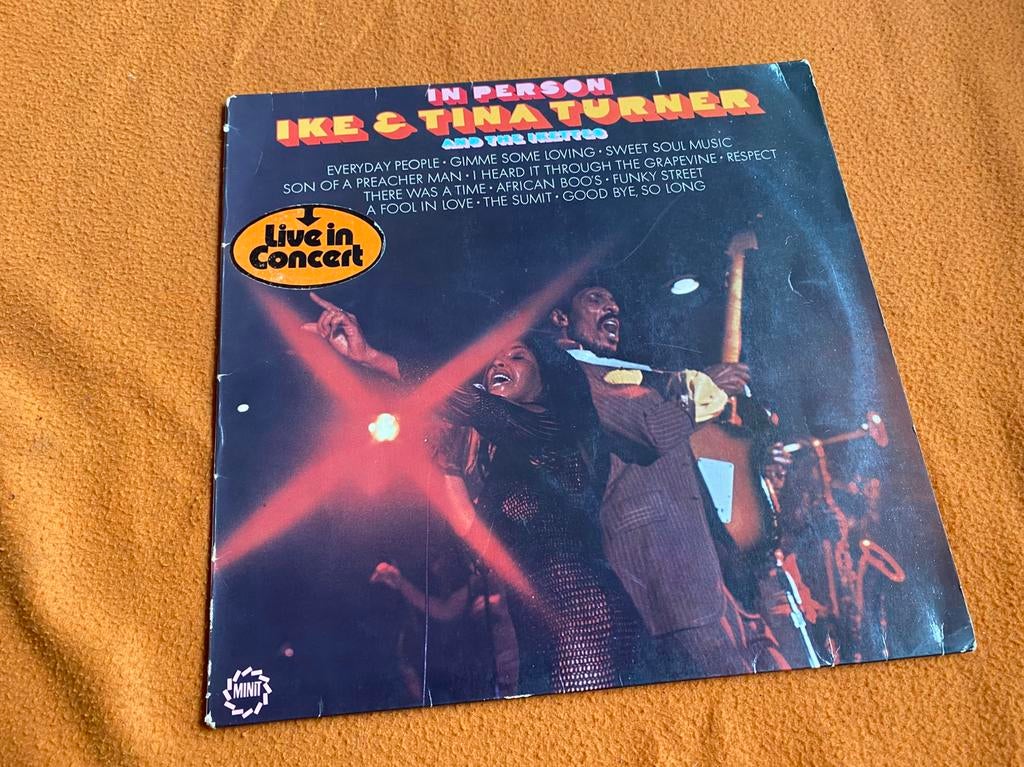 IN PERSON
IKE & TINA TURNER
AND THE IKETTES
EVERYDAY PEOPLE • GIMME SOME LOVING • SWEET SOUL MUSIC
SON OF A PREACHER MAN • I HEARD IT THROUGH THE GRAPEVINE • RESPECT
THERE WAS A TIME • AFRICAN BOO'S • FUNKY STREET
A FOOL IN LOVE • THE SUMIT • GOOD BYE, SO LONG
Live in
Concert
MINIT